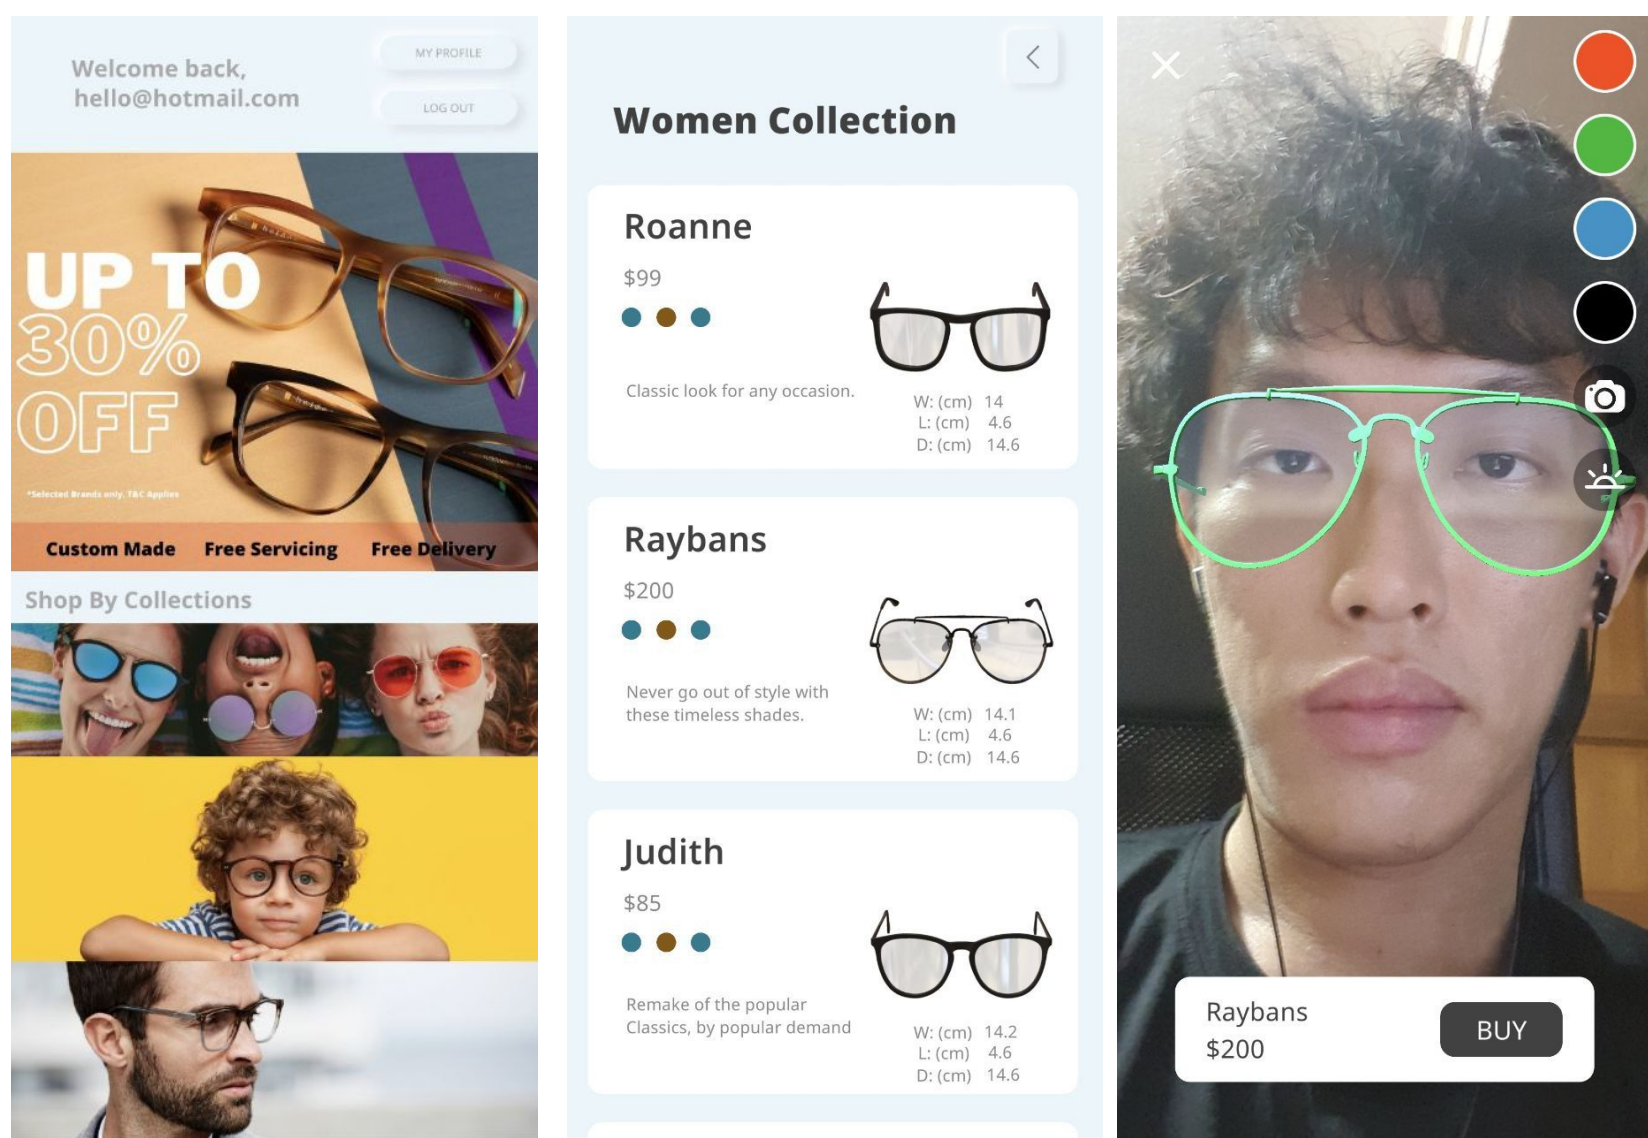 Welcome back,
hello@hotmail.com
MY PROFILE
LOG OUT
UP TO
30%
OFF
*Selected Brands only, T&C Applies
Custom Made Free Servicing Free Delivery
Shop By Collections
Women Collection
Roanne
$99
Classic look for any occasion.
W: (cm) 14
L: (cm) 4.6
D: (cm) 14.6
Raybans
$200
Never go out of style with
these timeless shades.
W: (cm) 14.1
L: (cm) 4.6
D: (cm) 14.6
Judith
$85
Remake of the popular
Classics, by popular demand
W: (cm) 14.2
L: (cm) 4.6
D: (cm) 14.6
Raybans
$200
BUY